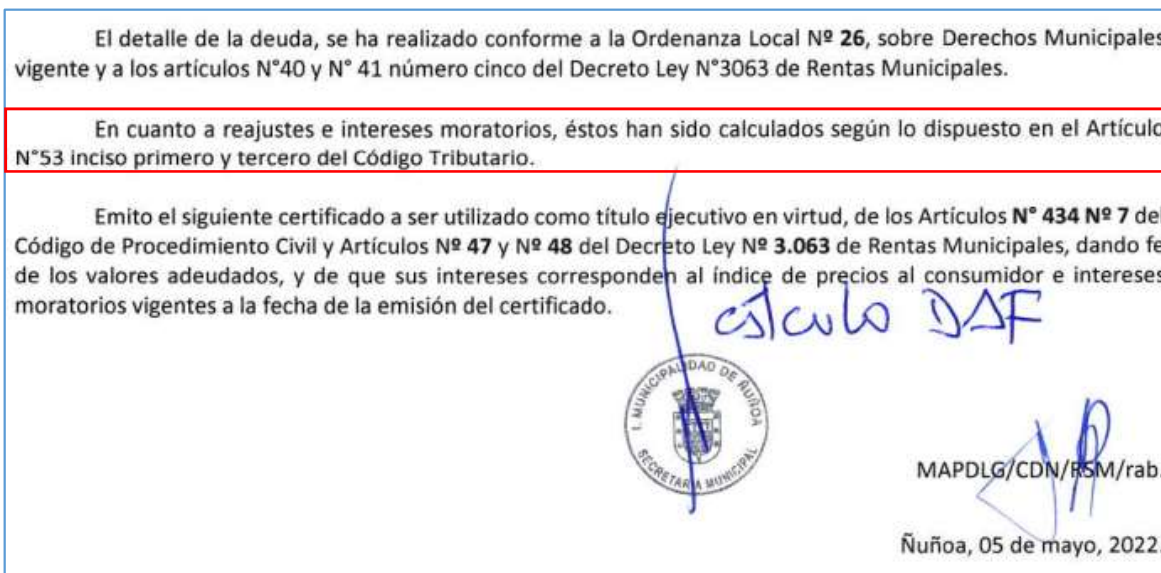 El detalle de la deuda, se ha realizado conforme a la Ordenanza Local Nº 26, sobre Derechos Municipales
vigente y a los artículos N°40 y N° 41 número cinco del Decreto Ley N°3063 de Rentas Municipales.
En cuanto a reajustes e intereses moratorios, éstos han sido calculados según lo dispuesto en el Artículo
N°53 inciso primero y tercero del Código Tributario.
Emito el siguiente certificado a ser utilizado como título ejecutivo en virtud, de los Artículos N° 434 Nº 7 del
Código de Procedimiento Civil y Artículos Nº 47 y Nº 48 del Decreto Ley Nº 3.063 de Rentas Municipales, dando fe
de los valores adeudados, y de que sus intereses corresponden al índice de precios al consumidor e intereses
moratorios vigentes a la fecha de la emisión del certificado.
cálculo DAF
I. MUNICIPALIDAD DE ÑUÑOA
SECRETARIA MUNICIPAL
MAPDLG/CDN/RSM/rab.
Ñuñoa, 05 de mayo, 2022.